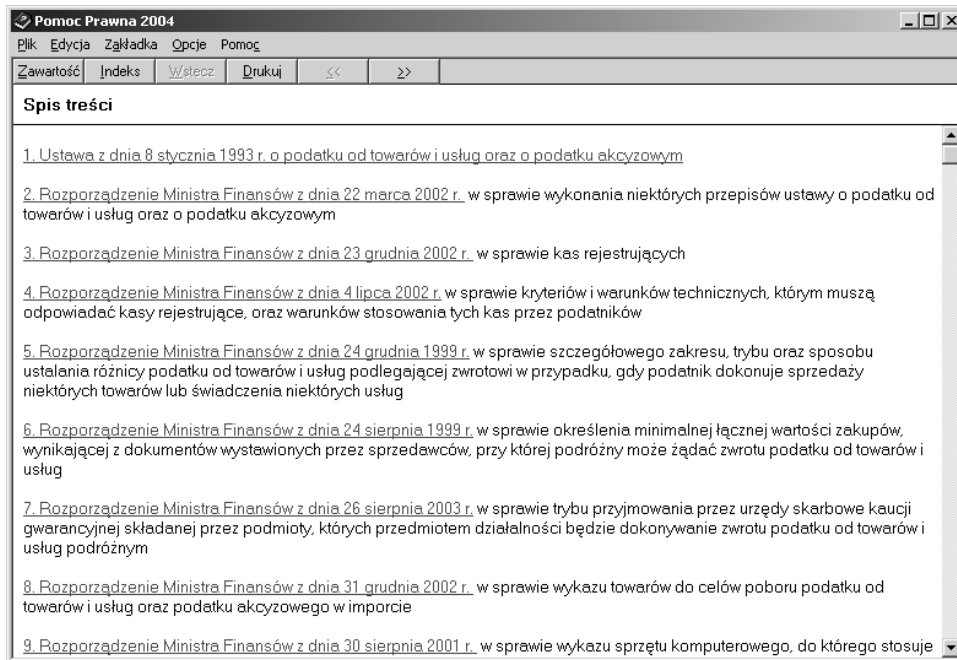 Pomoc Prawna 2004
Plik Edycja Zakładka Opcje Pomoc
Zawartość Indeks Wstecz Drukuj << >>
Spis treści
1. Ustawa z dnia 8 stycznia 1993 r. o podatku od towarów i usług oraz o podatku akcyzowym
2. Rozporządzenie Ministra Finansów z dnia 22 marca 2002 r. w sprawie wykonania niektórych przepisów ustawy o podatku od
towarów i usług oraz o podatku akcyzowym
3. Rozporządzenie Ministra Finansów z dnia 23 grudnia 2002 r. w sprawie kas rejestrujących
4. Rozporządzenie Ministra Finansów z dnia 4 lipca 2002 r. w sprawie kryteriów i warunków technicznych, którym muszą
odpowiadać kasy rejestrujące, oraz warunków stosowania tych kas przez podatników
5. Rozporządzenie Ministra Finansów z dnia 24 grudnia 1999 r. w sprawie szczegółowego zakresu, trybu oraz sposobu
ustalania różnicy podatku od towarów i usług podlegającej zwrotowi w przypadku, gdy podatnik dokonuje sprzedaży
niektórych towarów lub świadczenia niektórych usług
6. Rozporządzenie Ministra Finansów z dnia 24 sierpnia 1999 r. w sprawie określenia minimalnej łącznej wartości zakupów,
wynikającej z dokumentów wystawionych przez sprzedawców, przy której podróżny może żądać zwrotu podatku od towarów i
usług
7. Rozporządzenie Ministra Finansów z dnia 26 sierpnia 2003 r. w sprawie trybu przyjmowania przez urzędy skarbowe kaucji
gwarancyjnej składanej przez podmioty, których przedmiotem działalności będzie dokonywanie zwrotu podatku od towarów i
usług podróżnym
8. Rozporządzenie Ministra Finansów z dnia 31 grudnia 2002 r. w sprawie wykazu towarów do celów poboru podatku od
towarów i usług oraz podatku akcyzowego w imporcie
9. Rozporządzenie Ministra Finansów z dnia 30 sierpnia 2001 r. w sprawie wykazu sprzętu komputerowego, do którego stosuje